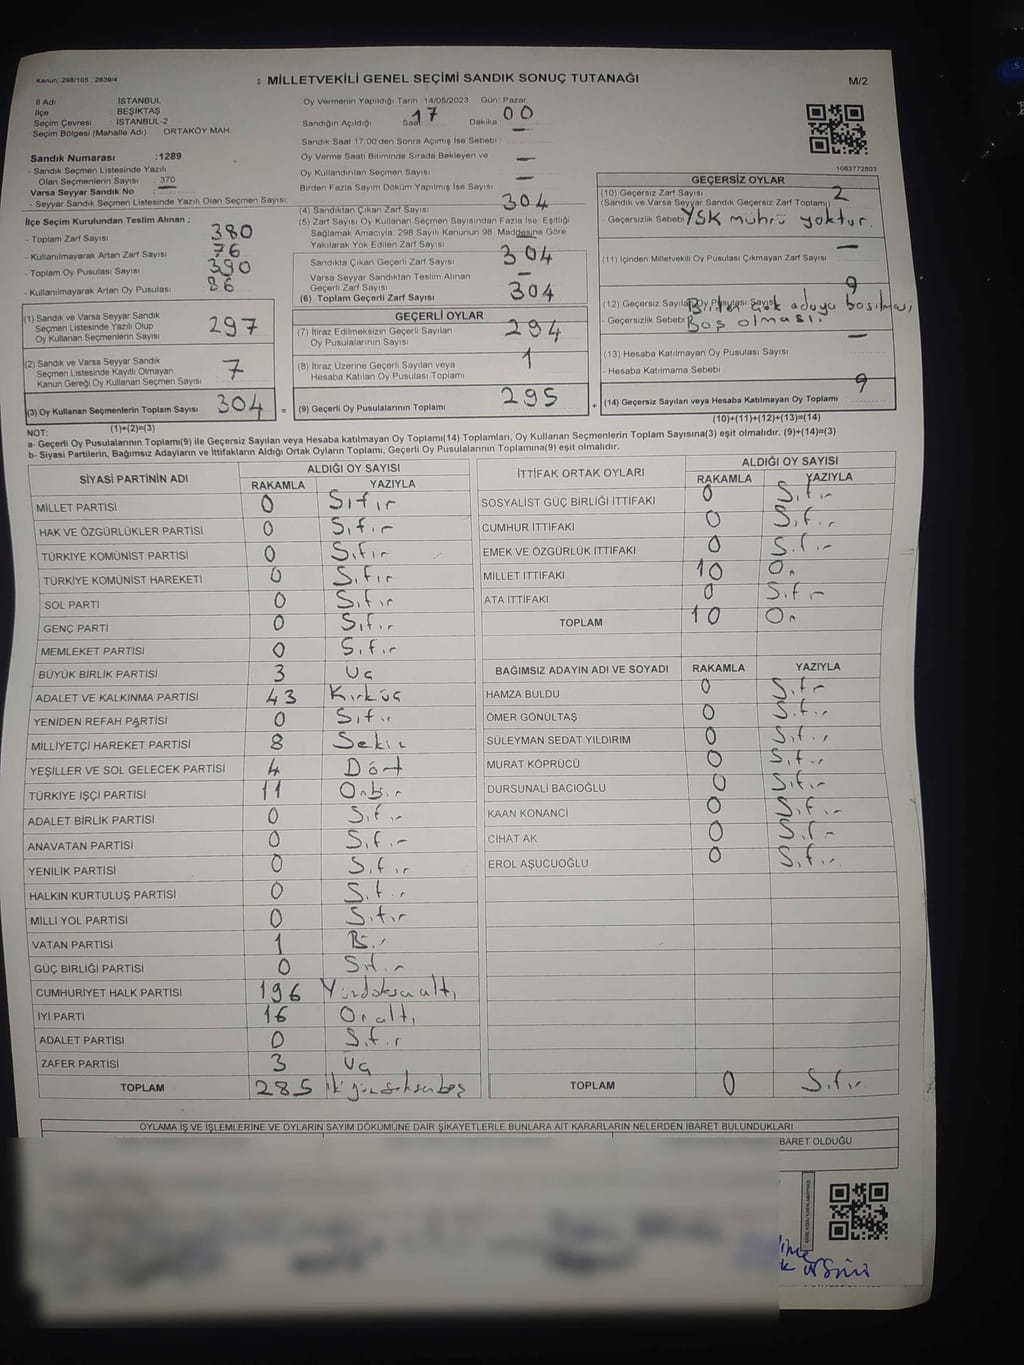 Kanun: 298/105 , 2839/4
: MİLLETVEKİLİ GENEL SEÇİMİ SANDIK SONUÇ TUTANAĞI
M/2
İl Adı : İSTANBUL
İlçe : BEŞİKTAŞ
Seçim Çevresi : İSTANBUL-2
Seçim Bölgesi (Mahalle Adı) : ORTAKÖY MAH.
Sandık Numarası :1289
- Sandık Seçmen Listesinde Yazılı
Olan Seçmenlerin Sayısı : 370
Varsa Seyyar Sandık No : —
- Seyyar Sandık Seçmen Listesinde Yazılı Olan Seçmen Sayısı:
Oy Vermenin Yapıldığı Tarih :14/05/2023 Gün: Pazar
Sandığın Açıldığı Saat 17 Dakika 00
Sandık Saat 17:00'den Sonra Açılmış İse Sebebi : —
Oy Verme Saati Bitiminde Sırada Bekleyen ve
Oy Kullandırılan Seçmen Sayısı —
Birden Fazla Sayım Döküm Yapılmış İse Sayısı —
1063772803
İlçe Seçim Kurulundan Teslim Alınan ;
- Toplam Zarf Sayısı 380
- Kullanılmayarak Artan Zarf Sayısı 76
- Toplam Oy Pusulası Sayısı 390
- Kullanılmayarak Artan Oy Pusulası 86
(1) Sandık ve Varsa Seyyar Sandık
Seçmen Listesinde Yazılı Olup
Oy Kullanan Seçmenlerin Sayısı 297
(2) Sandık ve Varsa Seyyar Sandık
Seçmen Listesinde Kayıtlı Olmayan
Kanun Gereği Oy Kullanan Seçmen Sayısı 7
(3) Oy Kullanan Seçmenlerin Toplam Sayısı 304 =
(1)+(2)=(3)
(4) Sandıktan Çıkan Zarf Sayısı 304
(5) Zarf Sayısı Oy Kullanan Seçmen Sayısından Fazla İse, Eşitliği
Sağlamak Amacıyla, 298 Sayılı Kanunun 98. Maddesine Göre
Yakılarak Yok Edilen Zarf Sayısı —
Sandıkta Çıkan Geçerli Zarf Sayısı 304
Varsa Seyyar Sandıktan Teslim Alınan
Geçerli Zarf Sayısı —
(6) Toplam Geçerli Zarf Sayısı 304
GEÇERLİ OYLAR
(7) İtiraz Edilmeksizin Geçerli Sayılan
Oy Pusulalarının Sayısı 294
(8) İtiraz Üzerine Geçerli Sayılan veya
Hesaba Katılan Oy Pusulası Toplamı 1
(9) Geçerli Oy Pusulalarının Toplamı 295 +
GEÇERSİZ OYLAR
(10) Geçersiz Zarf Sayısı 2
(Sandık ve Varsa Seyyar Sandık Geçersiz Zarf Toplamı)
- Geçersizlik Sebebi YSK mührü yoktur.
(11) İçinden Milletvekili Oy Pusulası Çıkmayan Zarf Sayısı —
(12) Geçersiz Sayılan Oy Pusulası Sayısı 9
- Geçersizlik Sebebi Birden çok adaya basılması,
Boş olması.
(13) Hesaba Katılmayan Oy Pusulası Sayısı —
- Hesaba Katılmama Sebebi
(14) Geçersiz Sayılan veya Hesaba Katılmayan Oy Toplamı 9
(10)+(11)+(12)+(13)=(14)
NOT:
a- Geçerli Oy Pusulalarının Toplamı(9) ile Geçersiz Sayılan veya Hesaba katılmayan Oy Toplamı(14) Toplamları, Oy Kullanan Seçmenlerin Toplam Sayısına(3) eşit olmalıdır. (9)+(14)=(3)
b- Siyasi Partilerin, Bağımsız Adayların ve İttifakların Aldığı Ortak Oyların Toplamı, Geçerli Oy Pusulalarının Toplamına(9) eşit olmalıdır.
SİYASİ PARTİNİN ADI ALDIĞI OY SAYISI
RAKAMLA YAZIYLA
MİLLET PARTİSİ 0 Sıfır
HAK VE ÖZGÜRLÜKLER PARTİSİ 0 Sıfır
TÜRKİYE KOMÜNİST PARTİSİ 0 Sıfır
TÜRKİYE KOMÜNİST HAREKETİ 0 Sıfır
SOL PARTİ 0 Sıfır
GENÇ PARTİ 0 Sıfır
MEMLEKET PARTİSİ 0 Sıfır
BÜYÜK BİRLİK PARTİSİ 3 Üç
ADALET VE KALKINMA PARTİSİ 43 Kırküç
YENİDEN REFAH PARTİSİ 0 Sıfır
MİLLİYETÇİ HAREKET PARTİSİ 8 Sekiz
YEŞİLLER VE SOL GELECEK PARTİSİ 4 Dört
TÜRKİYE İŞÇİ PARTİSİ 11 Onbir
ADALET BİRLİK PARTİSİ 0 Sıfır
ANAVATAN PARTİSİ 0 Sıfır
YENİLİK PARTİSİ 0 Sıfır
HALKIN KURTULUŞ PARTİSİ 0 Sıfır
MİLLİ YOL PARTİSİ 0 Sıfır
VATAN PARTİSİ 1 Bir
GÜÇ BİRLİĞİ PARTİSİ 0 Sıfır
CUMHURİYET HALK PARTİSİ 196 Yüzdoksanaltı
İYİ PARTİ 16 Onaltı
ADALET PARTİSİ 0 Sıfır
ZAFER PARTİSİ 3 Üç
TOPLAM 285 İkiyüzseksenbeş
İTTİFAK ORTAK OYLARI ALDIĞI OY SAYISI
RAKAMLA YAZIYLA
SOSYALİST GÜÇ BİRLİĞİ İTTİFAKI 0 Sıfır
CUMHUR İTTİFAKI 0 Sıfır
EMEK VE ÖZGÜRLÜK İTTİFAKI 0 Sıfır
MİLLET İTTİFAKI 10 On
ATA İTTİFAKI 0 Sıfır
TOPLAM 10 On
BAĞIMSIZ ADAYIN ADI VE SOYADI RAKAMLA YAZIYLA
HAMZA BULDU 0 Sıfır
ÖMER GÖNÜLTAŞ 0 Sıfır
SÜLEYMAN SEDAT YILDIRIM 0 Sıfır
MURAT KÖPRÜCÜ 0 Sıfır
DURSUNALİ BACIOĞLU 0 Sıfır
KAAN KONANCİ 0 Sıfır
CİHAT AK 0 Sıfır
EROL AŞUCUOĞLU 0 Sıfır
TOPLAM 0 Sıfır
OYLAMA İŞ VE İŞLEMLERİNE VE OYLARIN SAYIM DÖKÜMÜNE DAİR ŞİKAYETLERLE BUNLARA AİT KARARLARIN NELERDEN İBARET BULUNDUKLARI
BARET OLDUĞU